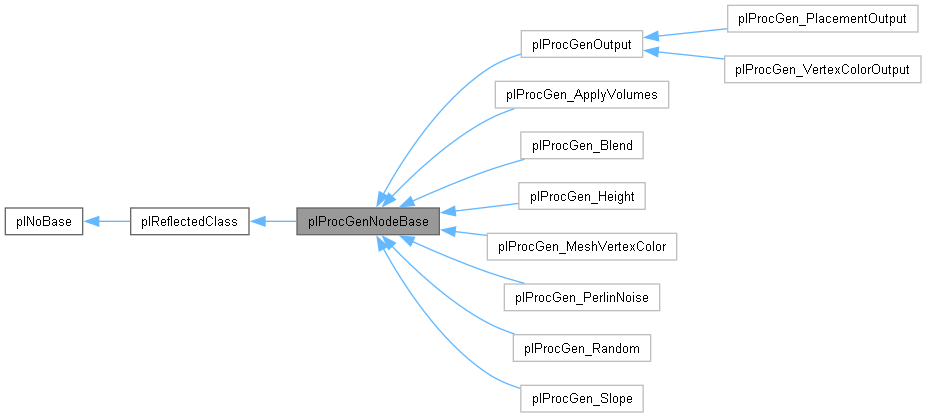 plProcGen_PlacementOutput
plProcGenOutput
plProcGen_VertexColorOutput
plProcGen_ApplyVolumes
plProcGen_Blend
plProcGen_Height
plNoBase
plReflectedClass
plProcGenNodeBase
plProcGen_MeshVertexColor
plProcGen_PerlinNoise
plProcGen_Random
plProcGen_Slope